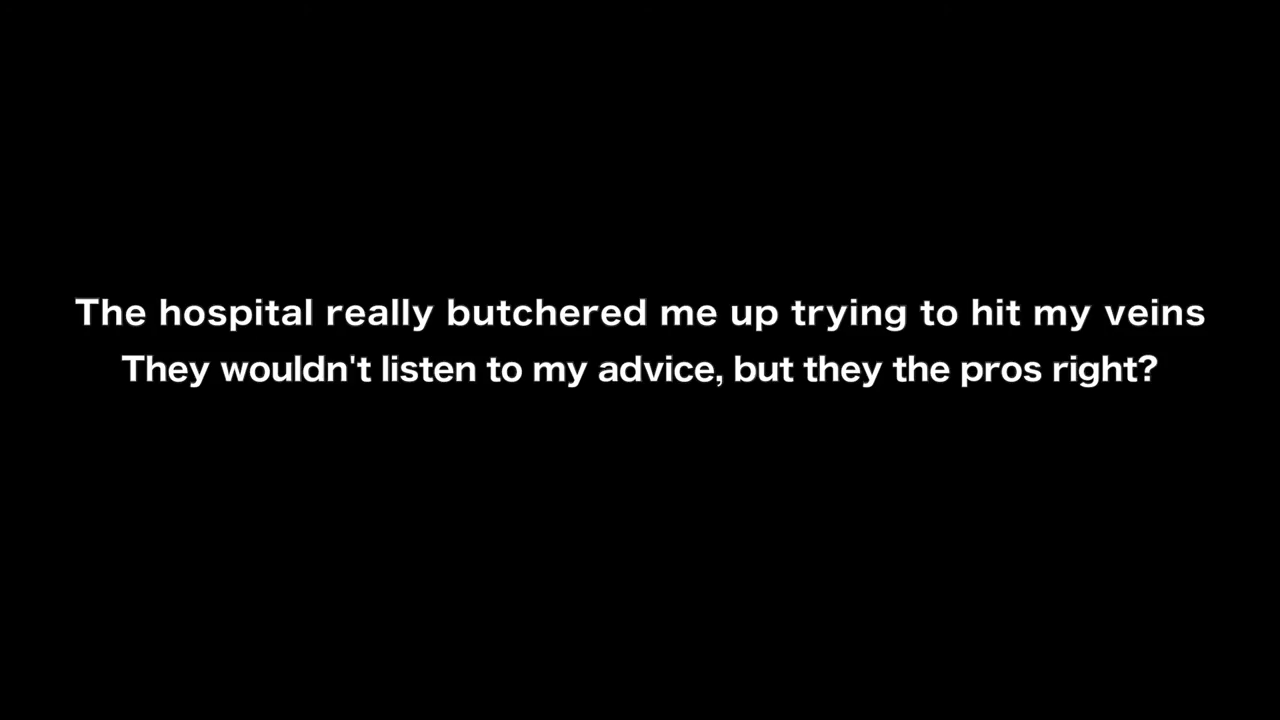 The hospital really butchered me up trying to hit my veins
They wouldn't listen to my advice, but they the pros right?